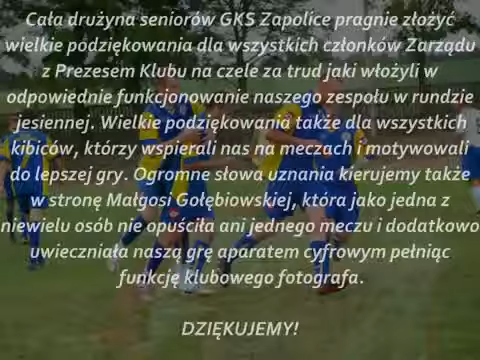 Cała drużyna seniorów GKS Zapolice pragnie złożyć
wielkie podziękowania dla wszystkich członków Zarządu
z Prezesem Klubu na czele za trud jaki włożyli w
odpowiednie funkcjonowanie naszego zespołu w rundzie
jesiennej. Wielkie podziękowania także dla wszystkich
kibiców, którzy wspierali nas na meczach i motywowali
do lepszej gry. Ogromne słowa uznania kierujemy także
w stronę Małgosi Gołębiowskiej, która jako jedna z
niewielu osób nie opuściła ani jednego meczu i dodatkowo
uwieczniała naszą grę aparatem cyfrowym pełniąc
funkcję klubowego fotografa.
DZIĘKUJEMY!